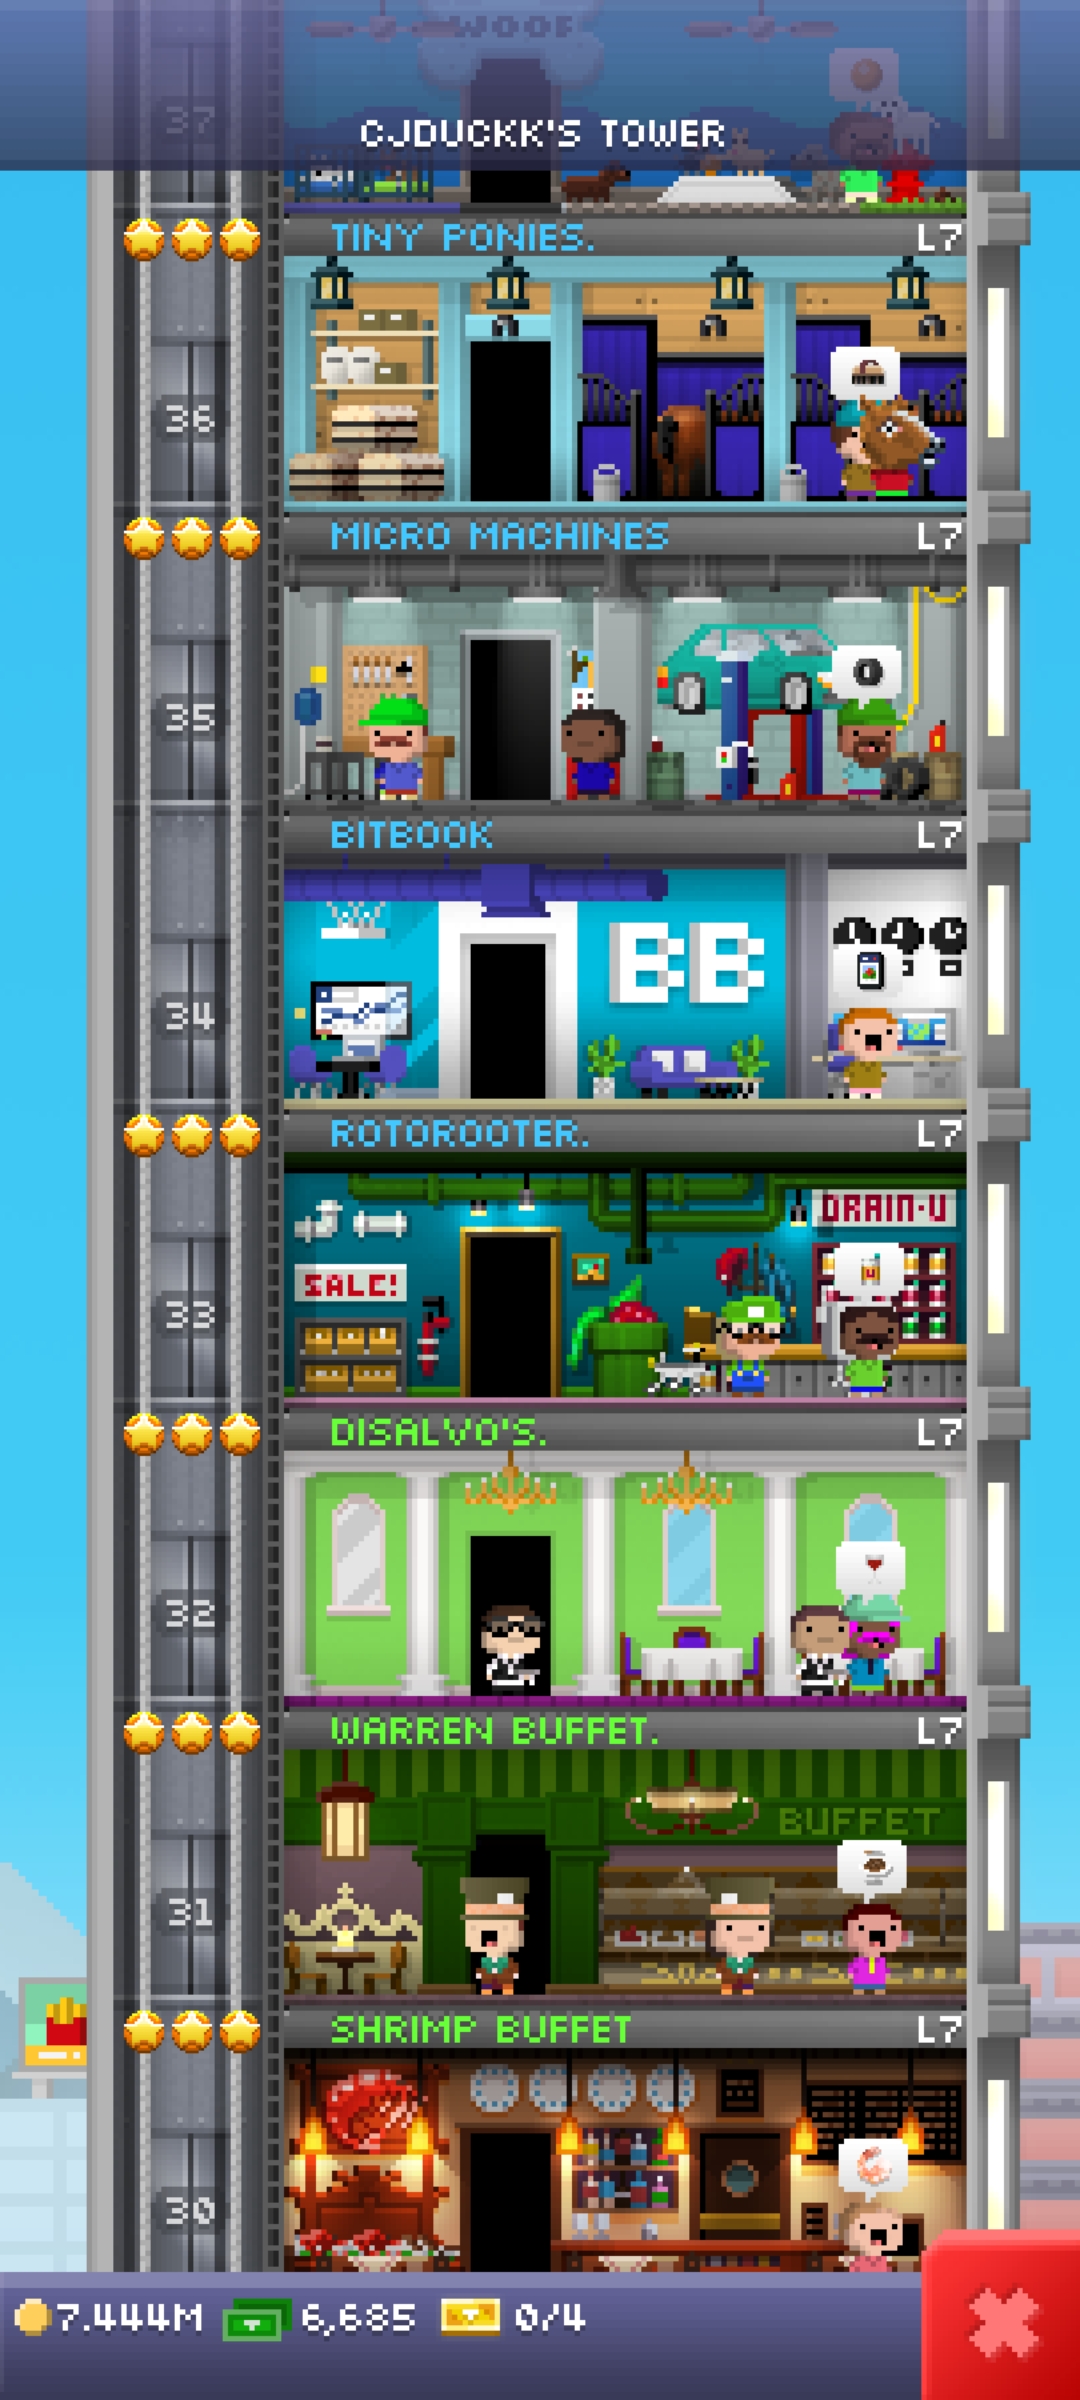 WOOF
37
CJDUCKK'S TOWER
TINY PONIES. L7
36
MICRO MACHINES L7
35
BITBOOK L7
BB
34
ROTOROOTER. L7
DRAIN-U
SALE!
U
33
DISALVO'S. L7
32
WARREN BUFFET. L7
BUFFET
31
SHRIMP BUFFET L7
30
7.444M 6,685 0/4